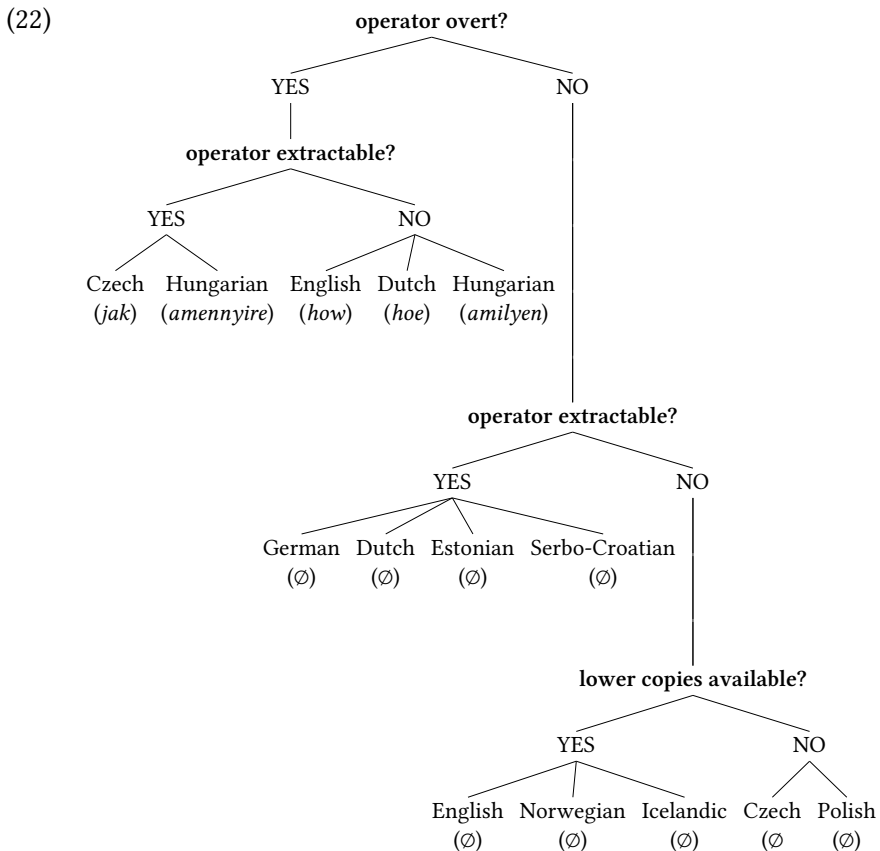 (22) operator overt?
YES NO
operator extractable?
YES NO
Czech Hungarian English Dutch Hungarian
(jak) (amennyire) (how) (hoe) (amilyen)
operator extractable?
YES NO
German Dutch Estonian Serbo-Croatian
(∅) (∅) (∅) (∅)
lower copies available?
YES NO
English Norwegian Icelandic Czech Polish
(∅) (∅) (∅) (∅ (∅)